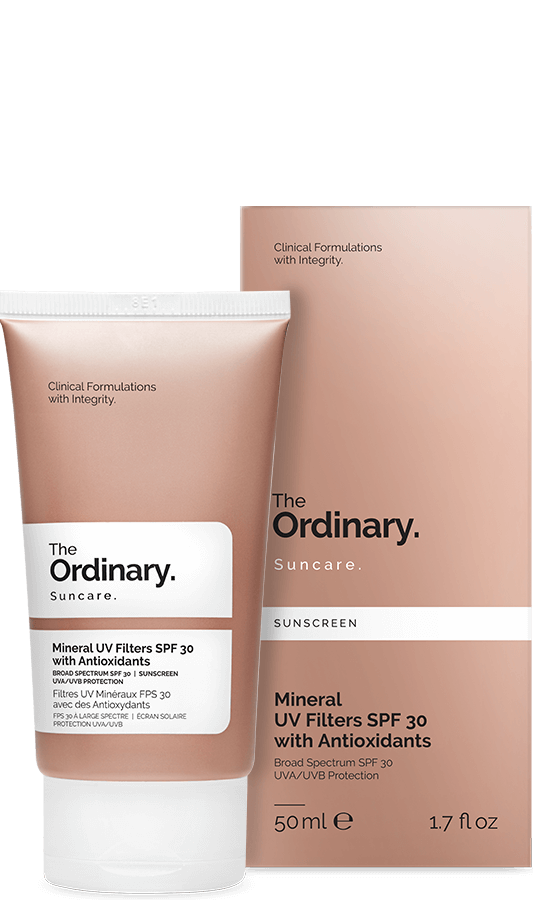 Clinical Formulations
with Integrity.
The
Ordinary.
Suncare.
Mineral UV Filters SPF 30
with Antioxidants
BROAD SPECTRUM SPF 30 | SUNSCREEN
UVA/UVB PROTECTION
Filtres UV Minéraux FPS 30
avec des Antioxydants
FPS 30 À LARGE SPECTRE | ÉCRAN SOLAIRE
PROTECTION UVA/UVB
Clinical Formulations
with Integrity.
The
Ordinary.
Suncare.
SUNSCREEN
Mineral
UV Filters SPF 30
with Antioxidants
Broad Spectrum SPF 30
UVA/UVB Protection
50 ml ℮ 1.7 fl oz